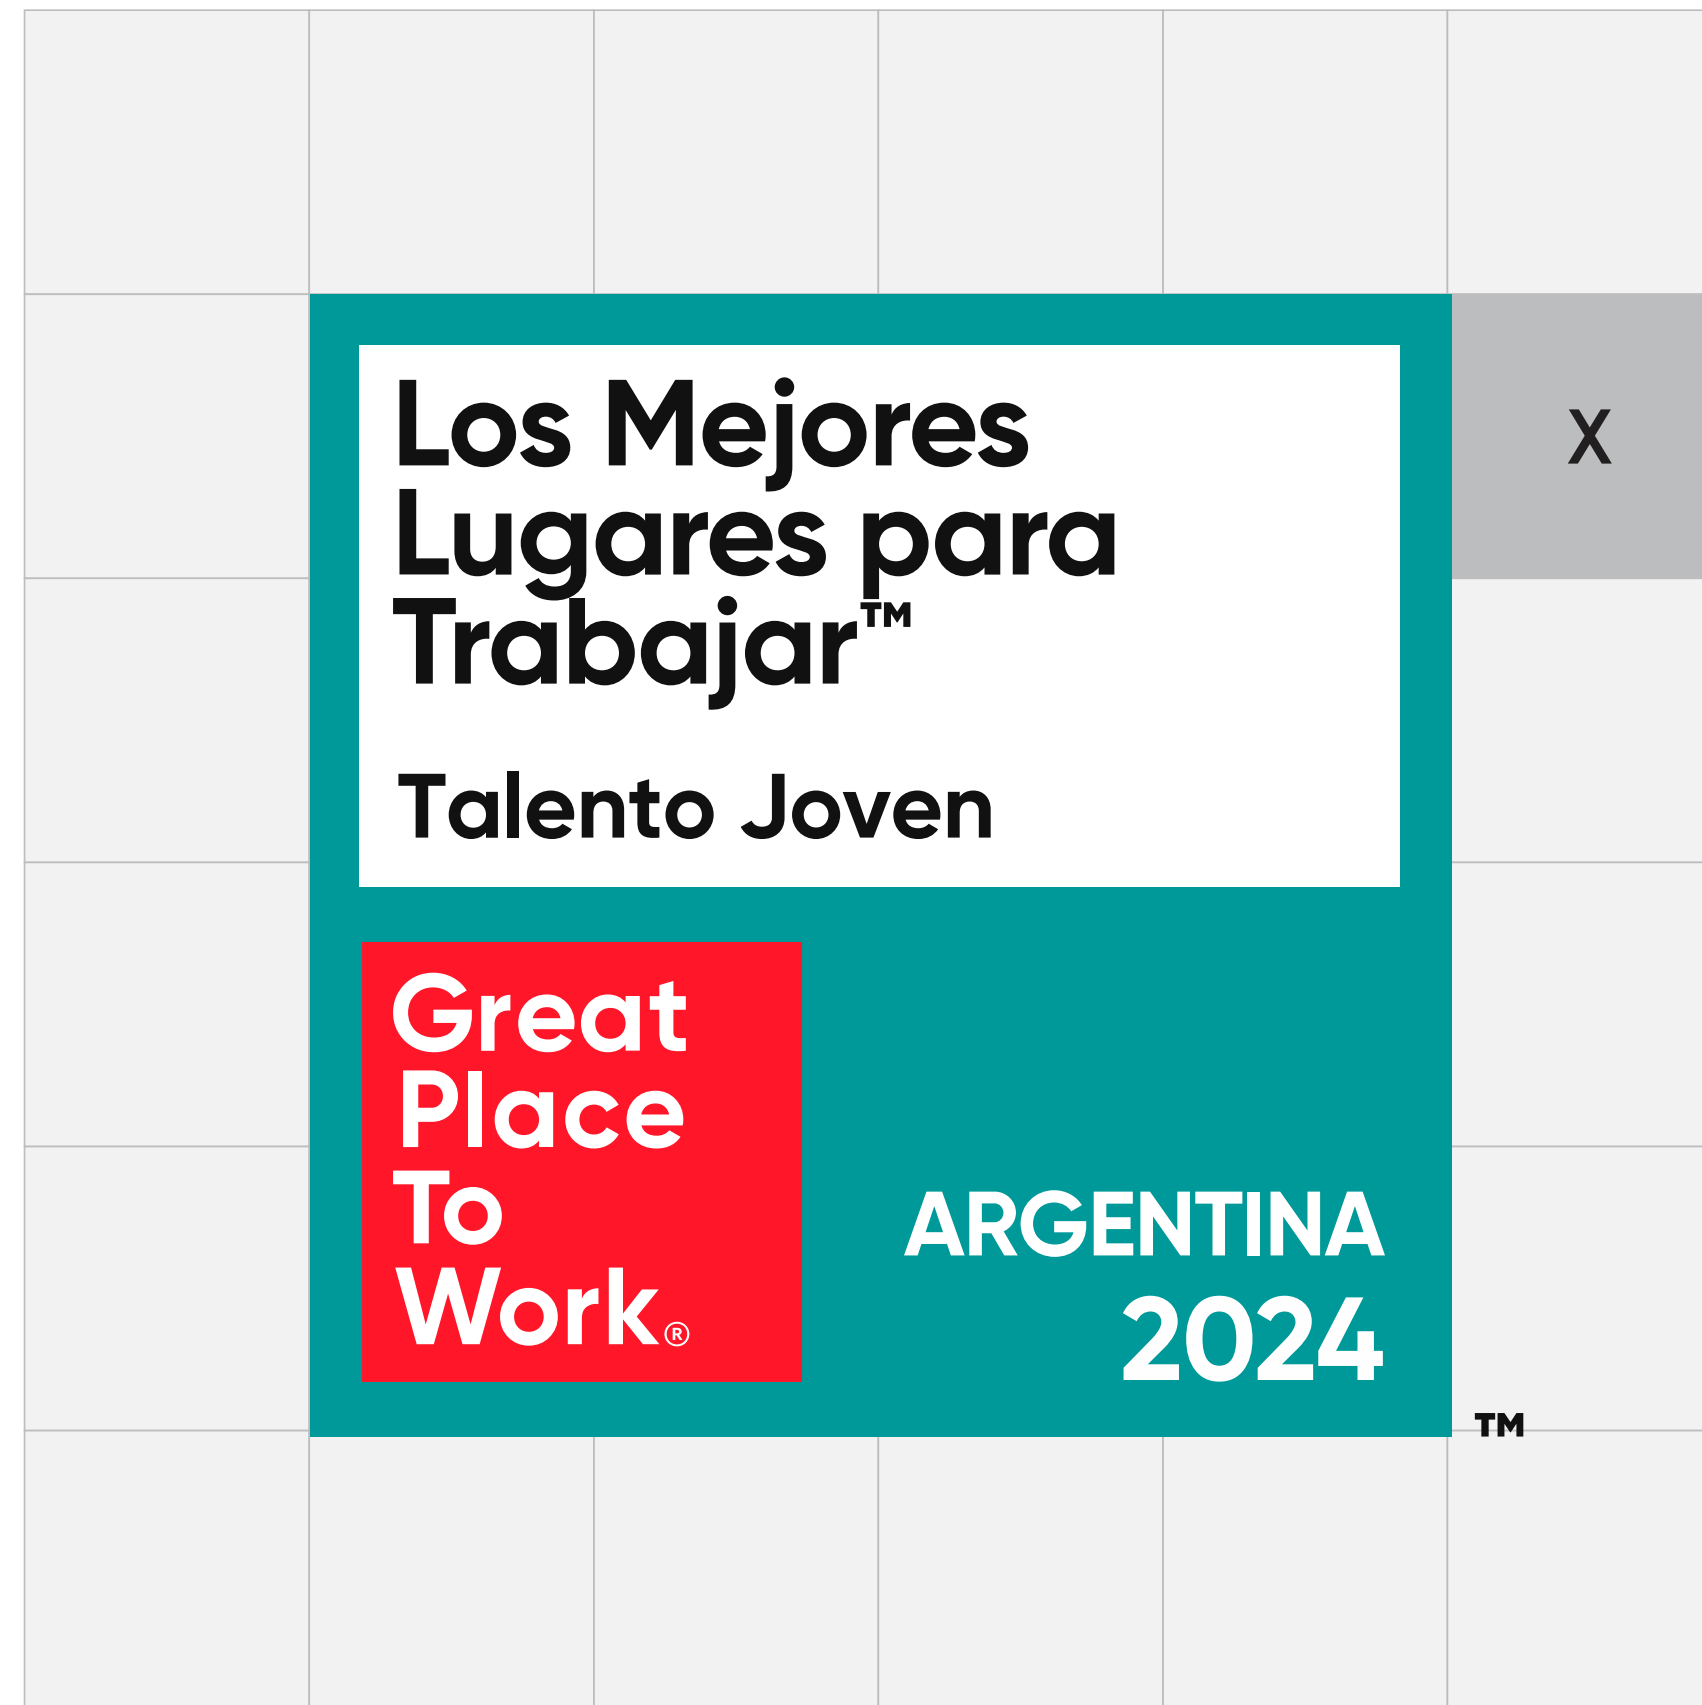 Los Mejores
Lugares para
Trabajar™
Talento Joven
Great
Place
To
Work®
ARGENTINA
2024
X
™